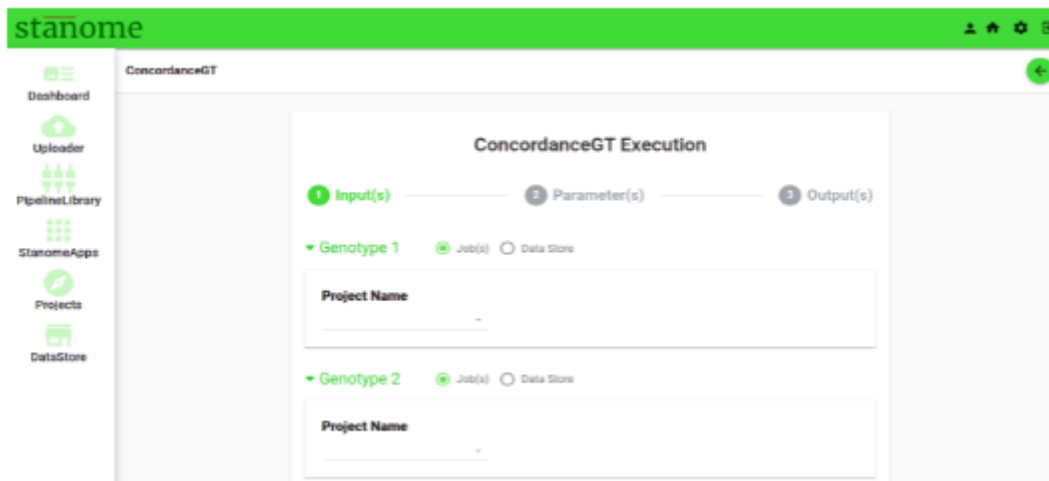 stanome
ConcordanceGT
Dashboard
Uploader
PipelineLibrary
StanomeApps
Projects
DataStore
ConcordanceGT Execution
1 Input(s) 2 Parameter(s) 3 Output(s)
Genotype 1 Job(s) Data Store
Project Name
Genotype 2 Job(s) Data Store
Project Name